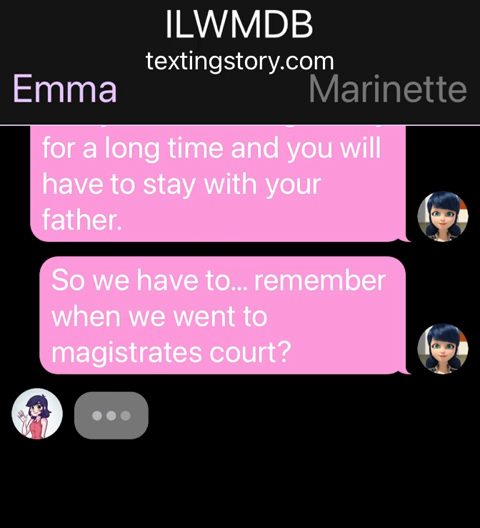 ILWMDB
textingstory.com
Emma Marinette
for a long time and you will
have to stay with your
father.
So we have to... remember
when we went to
magistrates court?